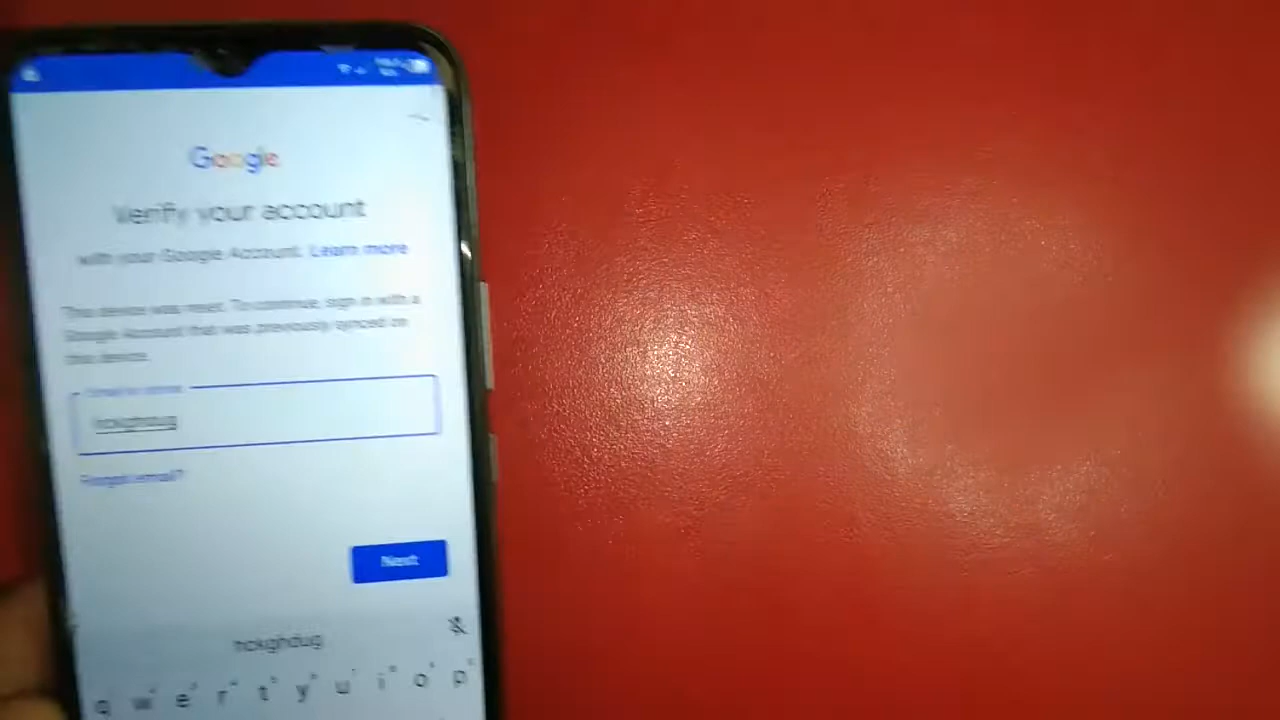 Google
Verify your account
with your Google Account. Learn more
This device was reset. To continue, sign in with a
Google Account that was previously synced on
this device.
Forgot email?
Next
q w e r t y u i o p